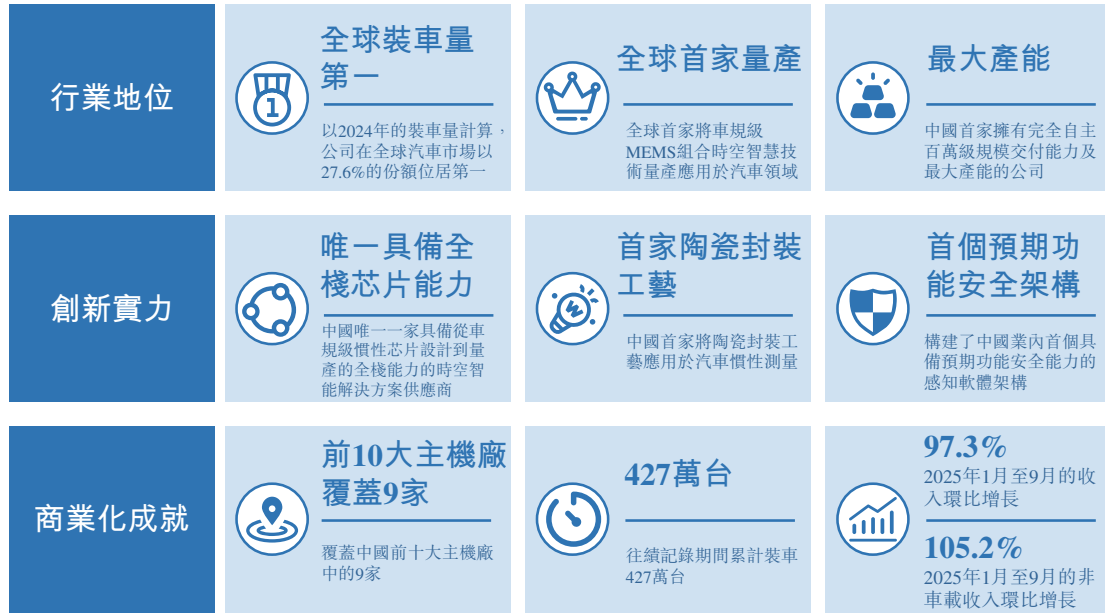 行業地位
全球裝車量
第一
以2024年的裝車量計算，
公司在全球汽車市場以
27.6%的份額位居第一
全球首家量產
全球首家將車規級
MEMS組合時空智慧技
術量產應用於汽車領域
最大產能
中國首家擁有完全自主
百萬級規模交付能力及
最大產能的公司
創新實力
唯一具備全
棧芯片能力
中國唯一一家具備從車
規級慣性芯片設計到量
產的全棧能力的時空智
能解決方案供應商
首家陶瓷封裝
工藝
中國首家將陶瓷封裝工
藝應用於汽車慣性測量
首個預期功
能安全架構
構建了中國業內首個具
備預期功能安全能力的
感知軟體架構
商業化成就
前10大主機廠
覆蓋9家
覆蓋中國前十大主機廠
中的9家
427萬台
往績記錄期間累計裝車
427萬台
97.3%
2025年1月至9月的收
入環比增長
105.2%
2025年1月至9月的非
車載收入環比增長